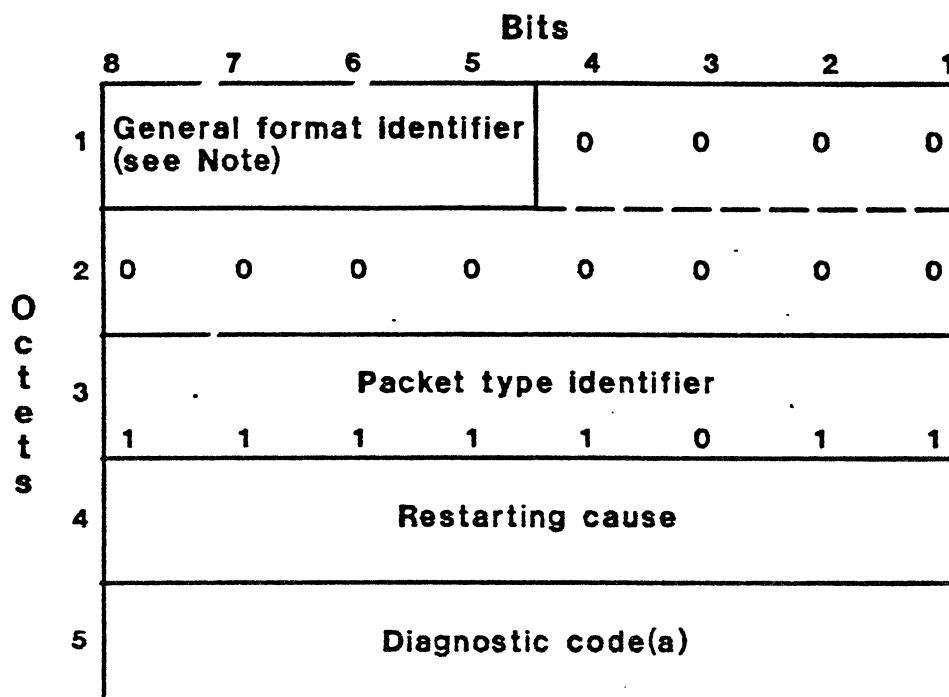 Bits
8 7 6 5 4 3 2 1
1 General format identifier 0 0 0 0
(see Note)
2 0 0 0 0 0 0 0 0
Octets
3 Packet type identifier
1 1 1 1 1 0 1 1
4 Restarting cause
5 Diagnostic code(a)